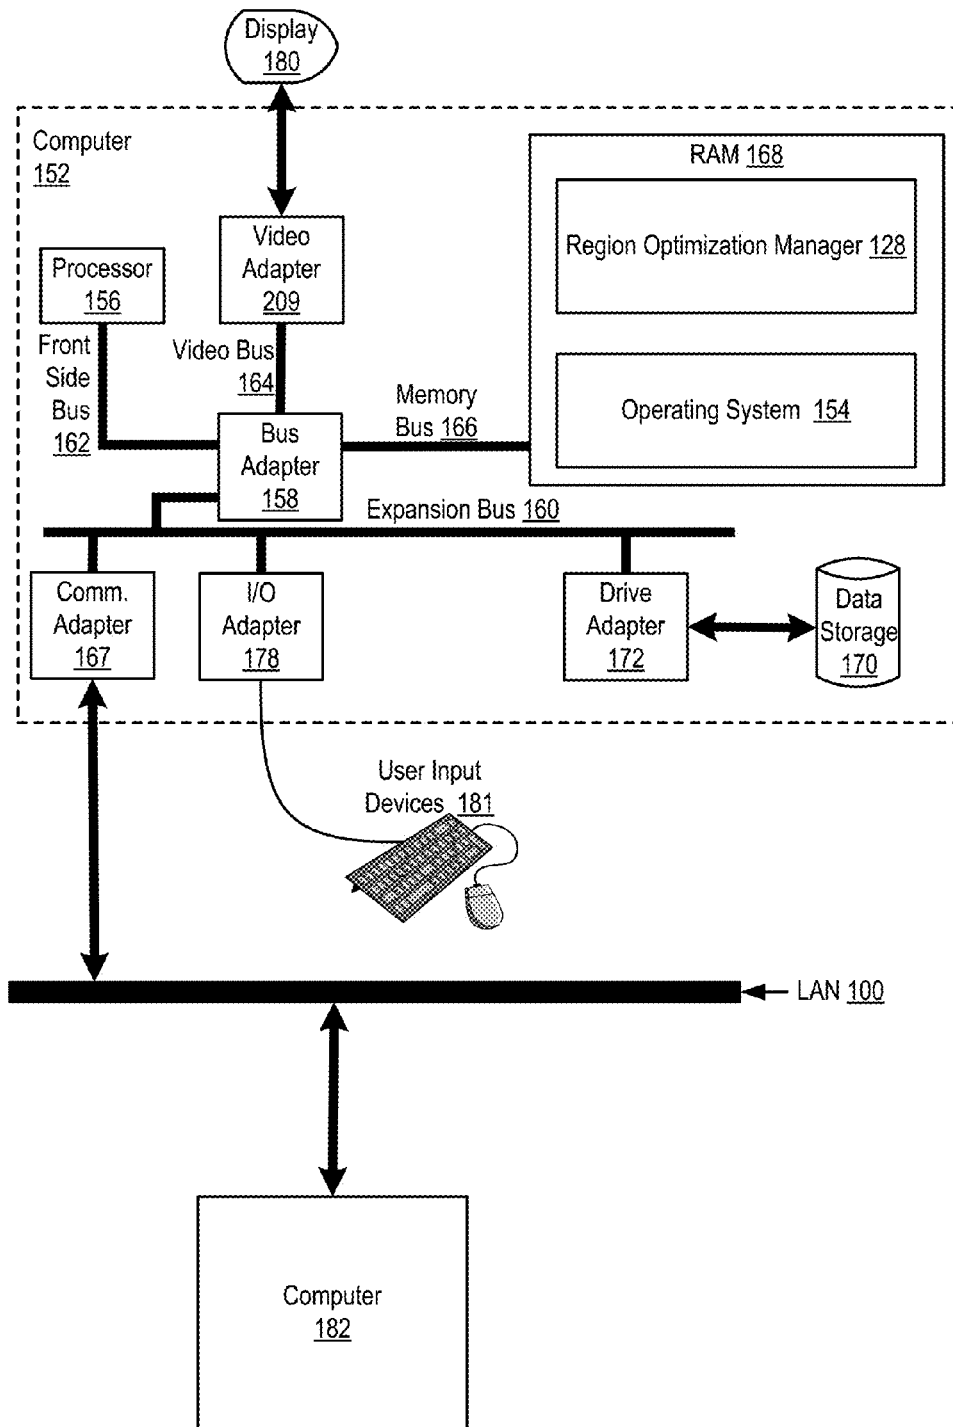 Display
180
Computer
152
RAM 168
Region Optimization Manager 128
Operating System 154
Video
Adapter
209
Processor
156
Front
Side
Bus
162
Video Bus
164
Memory
Bus 166
Bus
Adapter
158
Expansion Bus 160
Comm.
Adapter
167
I/O
Adapter
178
Drive
Adapter
172
Data
Storage
170
User Input
Devices 181
LAN 100
Computer
182